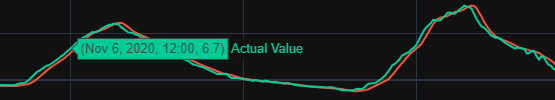 (Nov 6, 2020, 12:00, 6.7) Actual Value